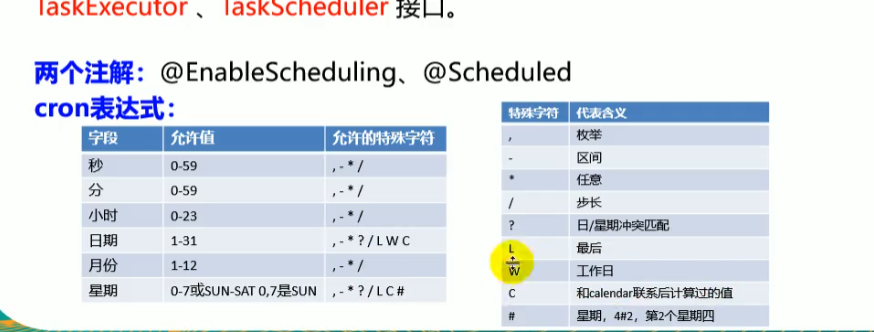 TaskExecutor 、TaskScheduler 接口。
两个注解：@EnableScheduling、@Scheduled
cron表达式：
字段 允许值 允许的特殊字符
秒 0-59 , - * /
分 0-59 , - * /
小时 0-23 , - * /
日期 1-31 , - * ? / L W C
月份 1-12 , - * /
星期 0-7或SUN-SAT 0,7是SUN , - * ? / L C #
特殊字符 代表含义
, 枚举
- 区间
* 任意
/ 步长
? 日/星期冲突匹配
L 最后
W 工作日
C 和calendar联系后计算过的值
# 星期，4#2，第2个星期四